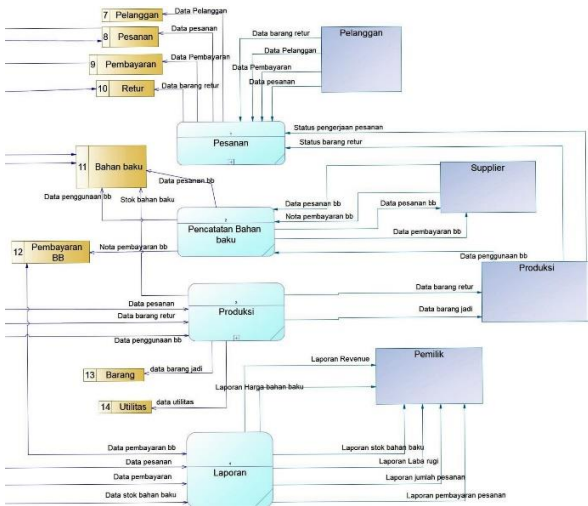 7 Pelanggan
8 Pesanan
9 Pembayaran
10 Retur
Data Pelanggan
Data pesanan
Data Pembayaran
Data barang retur
Data barang retur
Data Pelanggan
Data Pembayaran
Data pesanan
Pelanggan
Pesanan
Status pengerjaan pesanan
Status barang retur
11 Bahan baku
Data pesanan bb
Data penggunaan bb
Stok bahan baku
Supplier
Data pesanan bb
Nota pembayaran bb
Data pesanan bb
Data pembayaran bb
Pencatatan Bahan
baku
12 Pembayaran
BB
Nota pembayaran bb
Data penggunaan bb
Produksi
Data pesanan
Data barang retur
Data penggunaan bb
Produksi
Data barang retur
Data barang jadi
13 Barang
data barang jadi
14 Utilitas
data utilitas
Laporan Revenue
Laporan Harga bahan baku
Pemilik
Data pembayaran bb
Data pesanan
Data pembayaran
Data stok bahan baku
Laporan
Laporan stok bahan baku
Laporan Laba rugi
Laporan jumlah pesanan
Laporan pembayaran pesanan